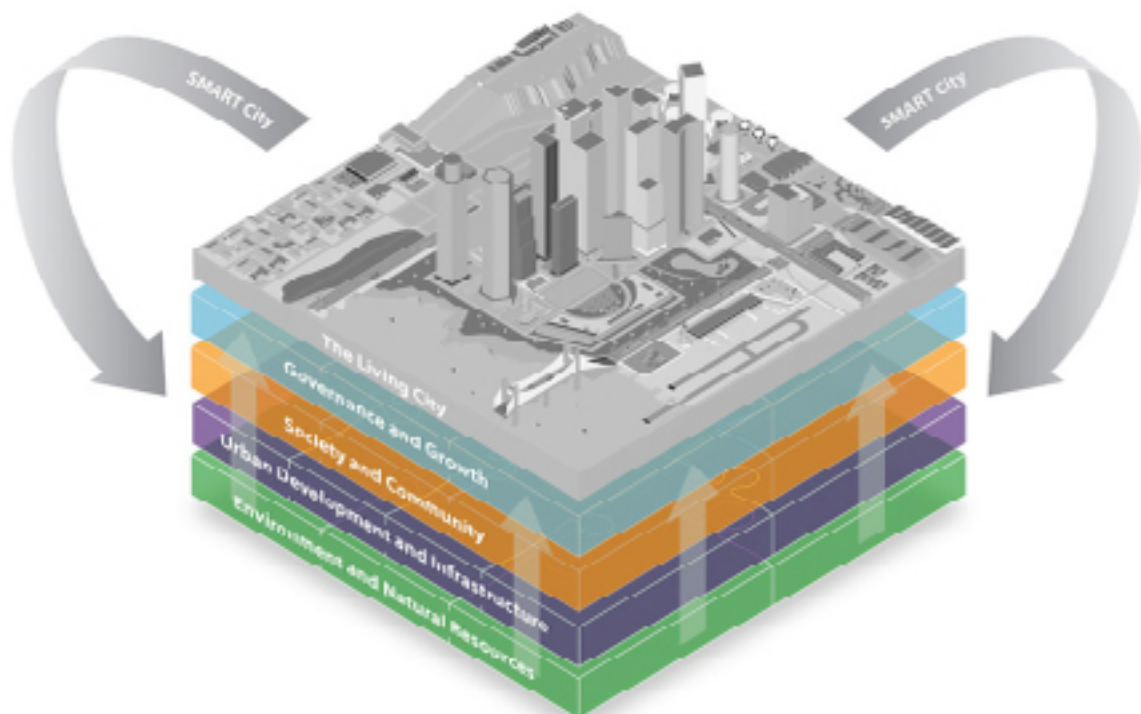 SMART City
SMART City
The Living City
Governance and Growth
Society and Community
Urban Development and Infrastructure
Environment and Natural Resources